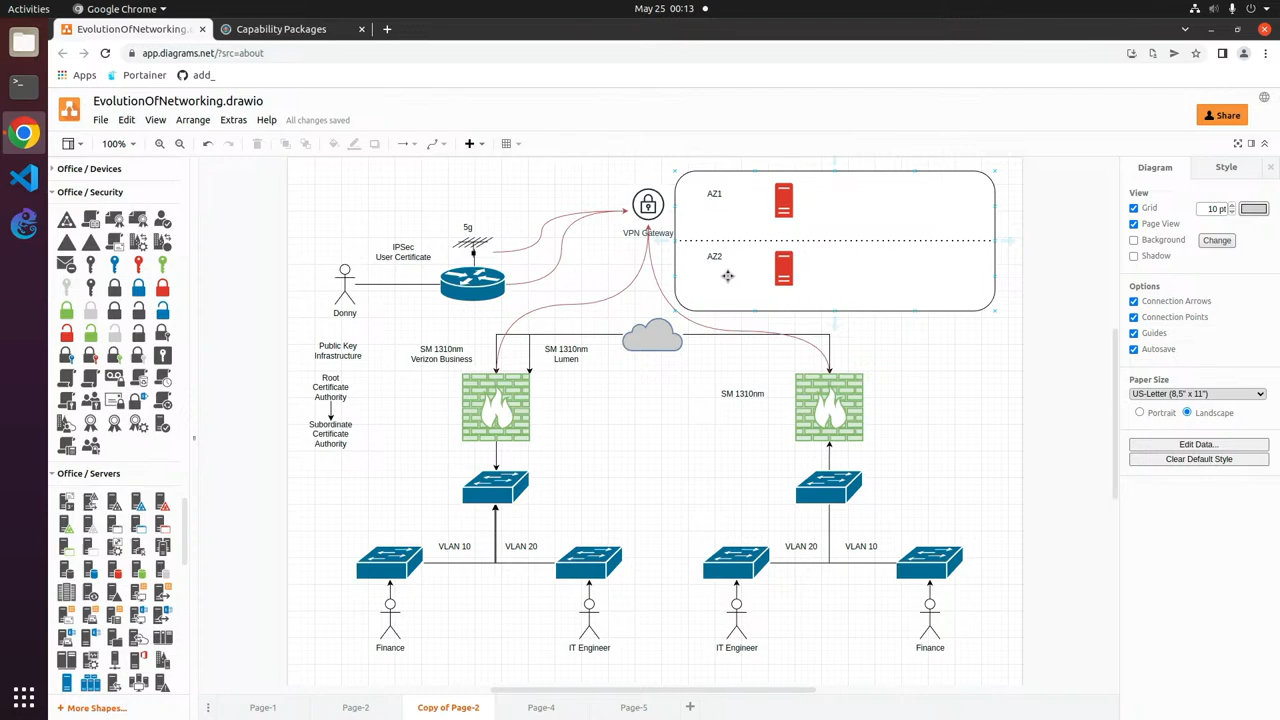 Activities
Google Chrome
May 25 00:13
EvolutionOfNetworking.
Capability Packages
app.diagrams.net/?src=about
Apps
Portainer
add_
EvolutionOfNetworking.drawio
File
Edit
View
Arrange
Extras
Help
All changes saved
Share
100%
Office / Devices
Office / Security
Office / Servers
More Shapes...
5g
IPSec
User Certificate
Donny
VPN Gateway
AZ1
AZ2
Public Key
Infrastructure
Root
Certificate
Authority
Subordinate
Certificate
Authority
SM 1310nm
Verizon Business
SM 1310nm
Lumen
SM 1310nm
VLAN 10
VLAN 20
VLAN 20
VLAN 10
Finance
IT Engineer
IT Engineer
Finance
Page-1
Page-2
Copy of Page-2
Page-4
Page-5
Diagram
Style
View
Grid
10 pt
Page View
Background
Change
Shadow
Options
Connection Arrows
Connection Points
Guides
Autosave
Paper Size
US-Letter (8,5" x 11")
Portrait
Landscape
Edit Data...
Clear Default Style